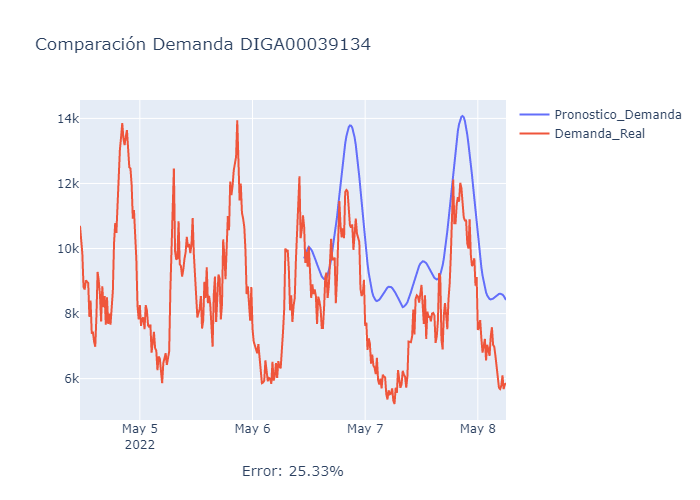 Comparación Demanda DIGA00039134
Pronostico_Demanda
Demanda_Real
14k
12k
10k
8k
6k
May 5
2022
May 6
May 7
May 8
Error: 25.33%